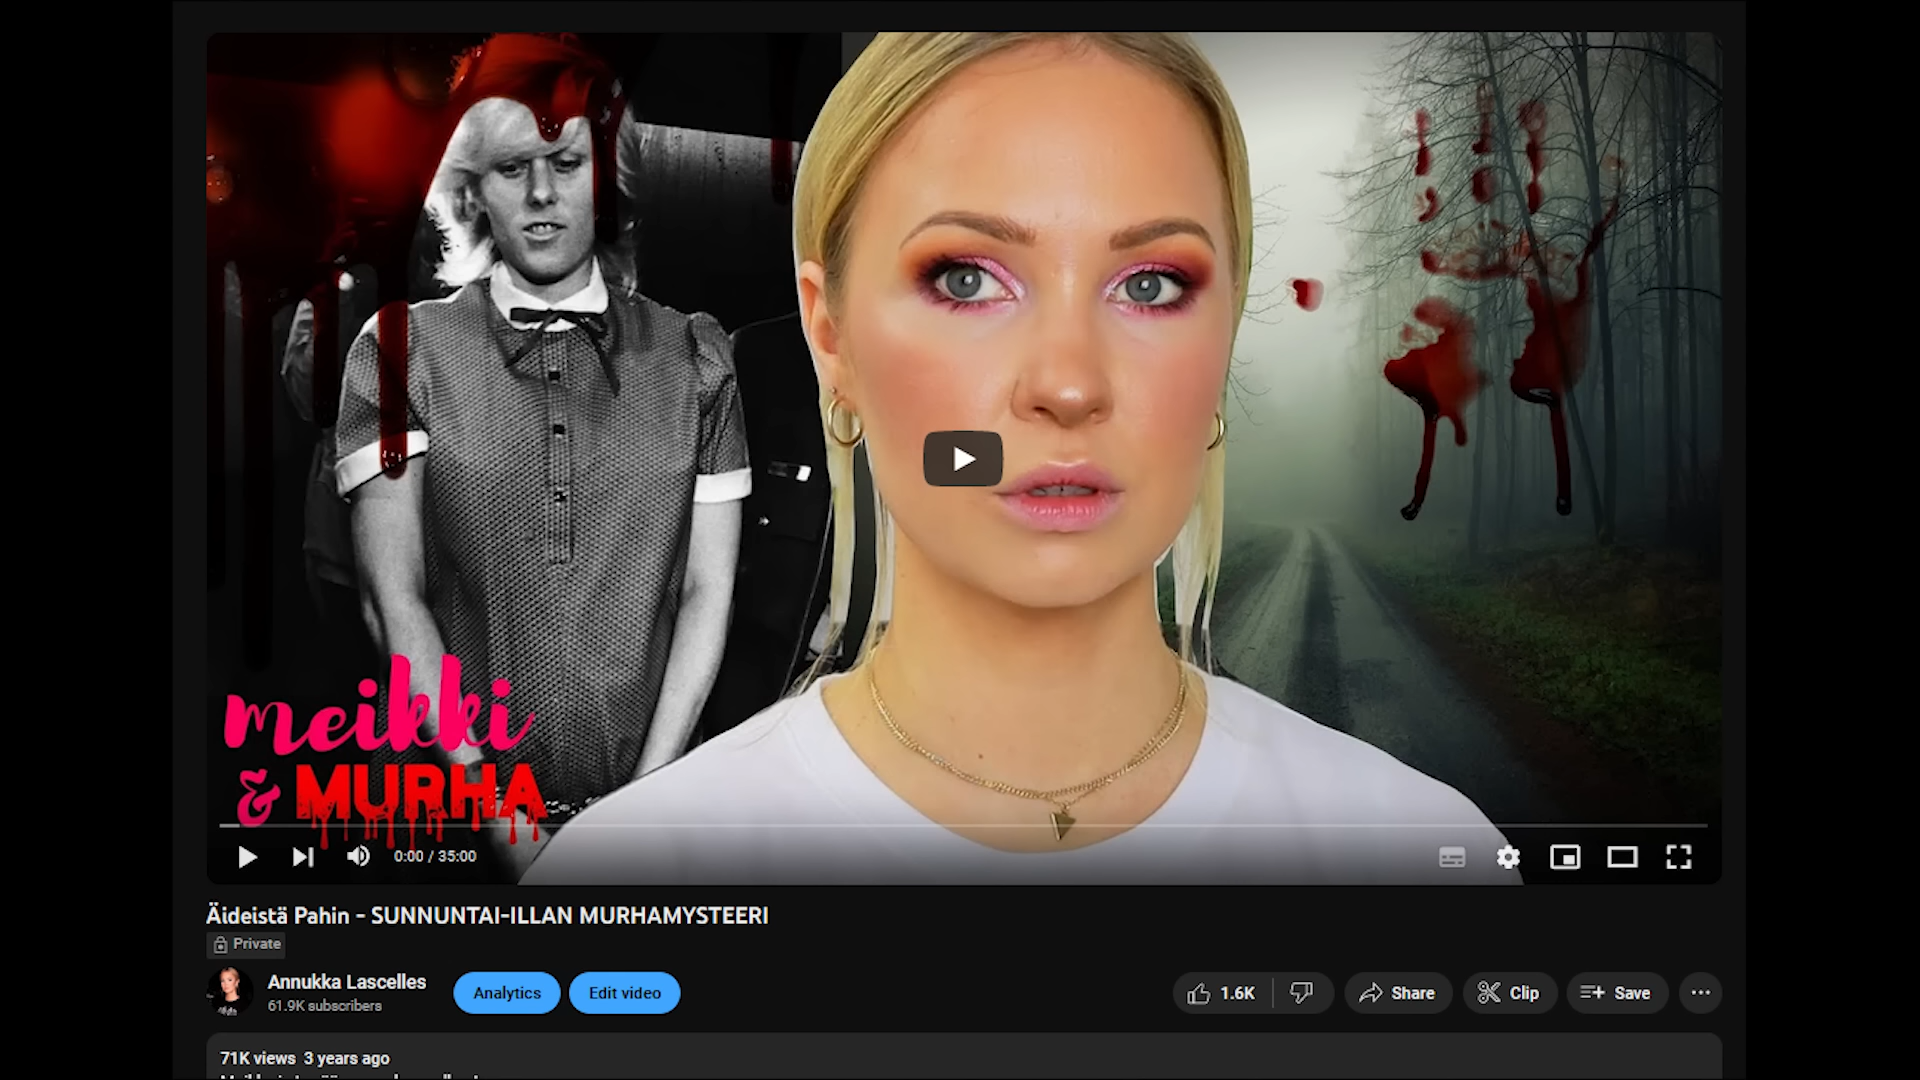 meikki
& MURHA
0:00 / 35:00
Äideistä Pahin - SUNNUNTAI-ILLAN MURHAMYSTEERI
Private
Annukka Lascelles
61.9K subscribers
Analytics
Edit video
1.6K
Share
Clip
Save
71K views 3 years ago